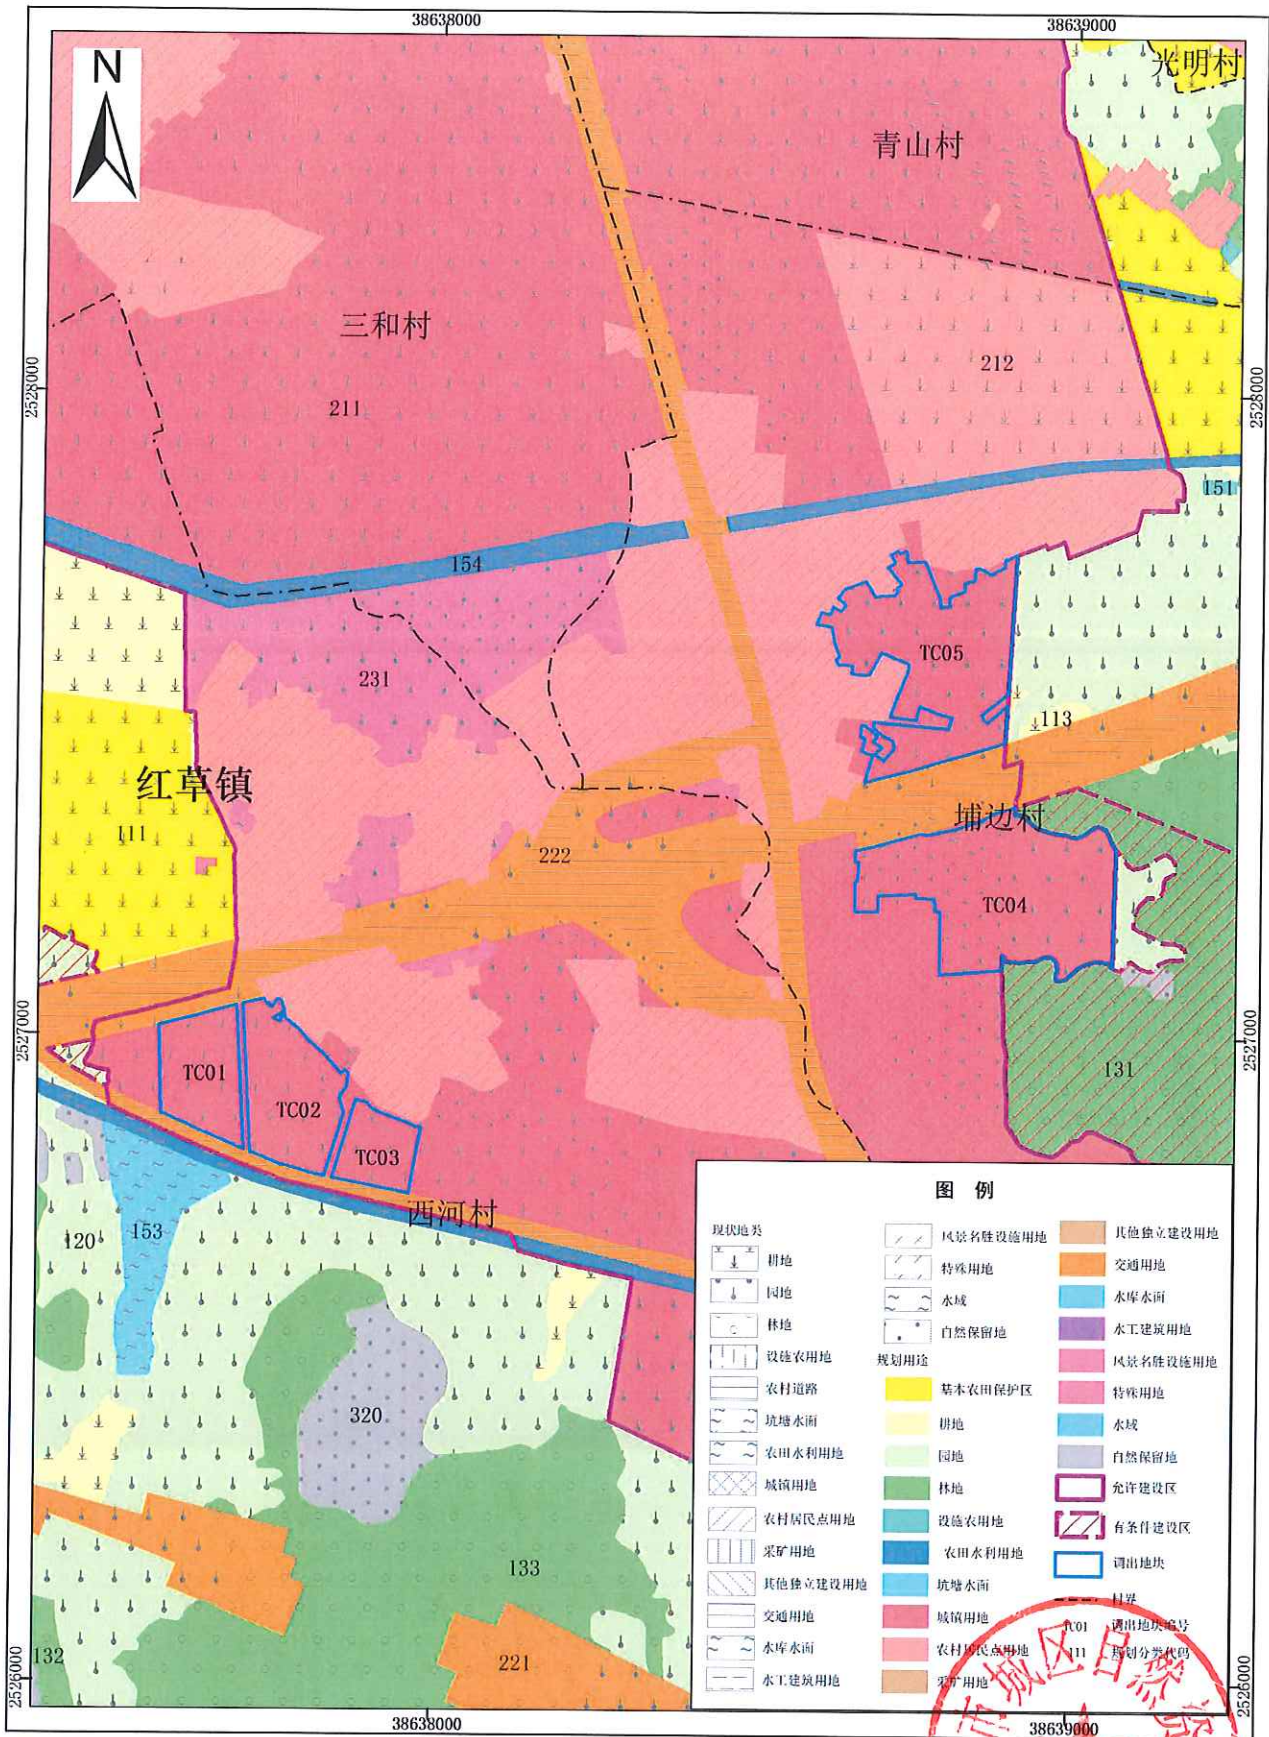 38638000
38639000
N
光明村
青山村
三和村
212
2528000
2528000
211
151
154
TC05
231
113
红草镇
埔边村
111
222
TC04
2527000
2527000
TC01
131
TC02
TC03
西河村
120
153
320
133
132
221
2526000
2526000
38638000
38639000
图 例
现状地类
耕地
园地
林地
设施农用地
农村道路
坑塘水面
农田水利用地
城镇用地
农村居民点用地
采矿用地
其他独立建设用地
交通用地
水库水面
水工建筑用地
风景名胜设施用地
特殊用地
水域
自然保留地
规划用途
基本农田保护区
耕地
园地
林地
设施农用地
农田水利用地
坑塘水面
城镇用地
农村居民点用地
采矿用地
其他独立建设用地
交通用地
水库水面
水工建筑用地
风景名胜设施用地
特殊用地
水域
自然保留地
允许建设区
有条件建设区
调出地块
村界
TC01 调出地块编号
111 规划分类代码
市城区自然资